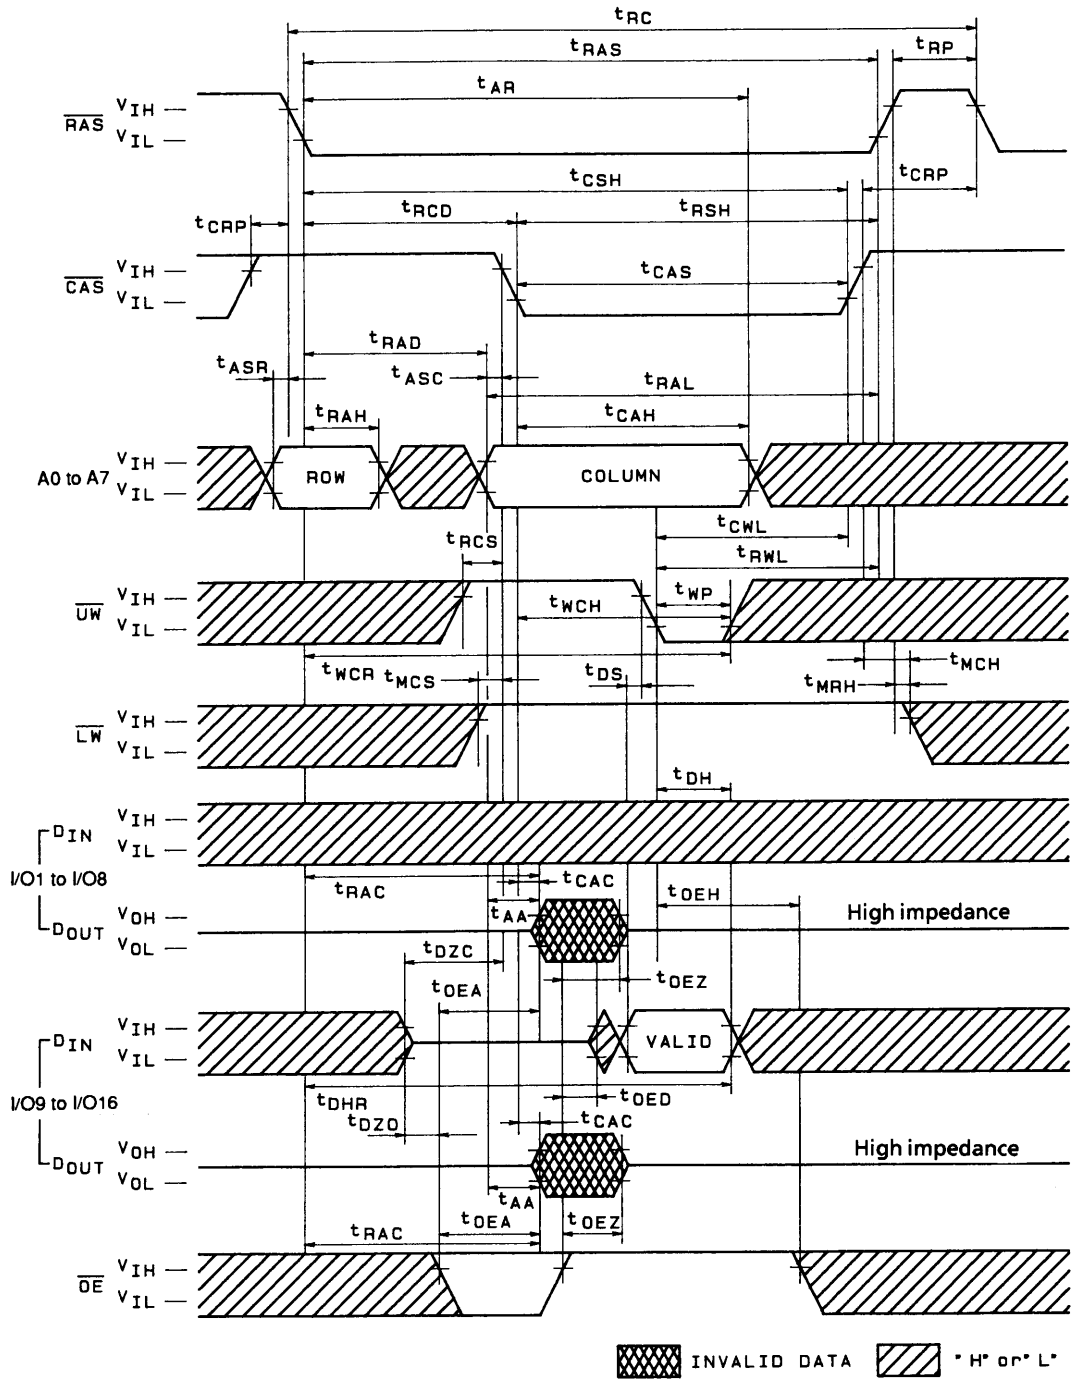 tRC
tRAS
tRP
tAR
RAS
VIH
VIL
tCSH
tCRP
tRCD
tRSH
tCRP
CAS
VIH
VIL
tCAS
tRAD
tASR
tASC
tRAL
tRAH
tCAH
A0 to A7
VIH
VIL
ROW
COLUMN
tCWL
tRCS
tRWL
UW
VIH
VIL
tWP
tWCH
tWCR
tMCS
tDS
tMCH
tMRH
LW
VIH
VIL
tDH
DIN
VIH
VIL
I/O1 to I/O8
tRAC
tCAC
tOEH
tAA
DOUT
VOH
VOL
High impedance
tDZC
tOEZ
tOEA
DIN
VIH
VIL
VALID
I/O9 to I/O16
tDHR
tOED
tDZO
tCAC
DOUT
VOH
VOL
High impedance
tAA
tOEA
tOEZ
tRAC
OE
VIH
VIL
INVALID DATA
"H" or "L"